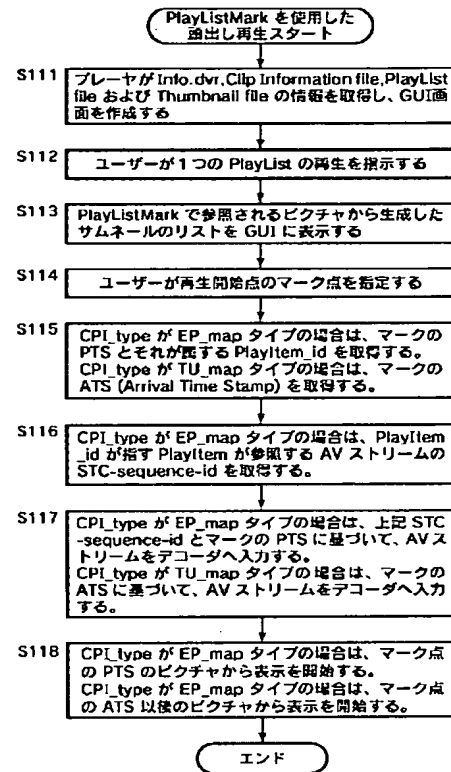 PlayListMark を使用した
頭出し再生スタート
S111
プレーヤが Info.dvr,Clip Information file,PlayList
file および Thumbnail file の情報を取得し、GUI画
面を作成する
S112
ユーザーが1つの PlayList の再生を指示する
S113
PlayListMark で参照されるピクチャから生成した
サムネールのリストを GUI に表示する
S114
ユーザーが再生開始点のマーク点を指定する
S115
CPI_type が EP_map タイプの場合は、マークの
PTS とそれが属する PlayItem_id を取得する。
CPI_type が TU_map タイプの場合は、マークの
ATS (Arrival Time Stamp) を取得する。
S116
CPI_type が EP_map タイプの場合は、PlayItem
_id が指す PlayItem が参照する AV ストリームの
STC-sequence-id を取得する。
S117
CPI_type が EP_map タイプの場合は、上記 STC
-sequence-id とマークの PTS に基づいて、AV ス
トリームをデコーダへ入力する。
CPI_type が TU_map タイプの場合は、マークの
ATS に基づいて、AV ストリームをデコーダへ入力
する。
S118
CPI_type が EP_map タイプの場合は、マーク点
の PTS のピクチャから表示を開始する。
CPI_type が EP_map タイプの場合は、マーク点
の ATS 以後のピクチャから表示を開始する。
エンド